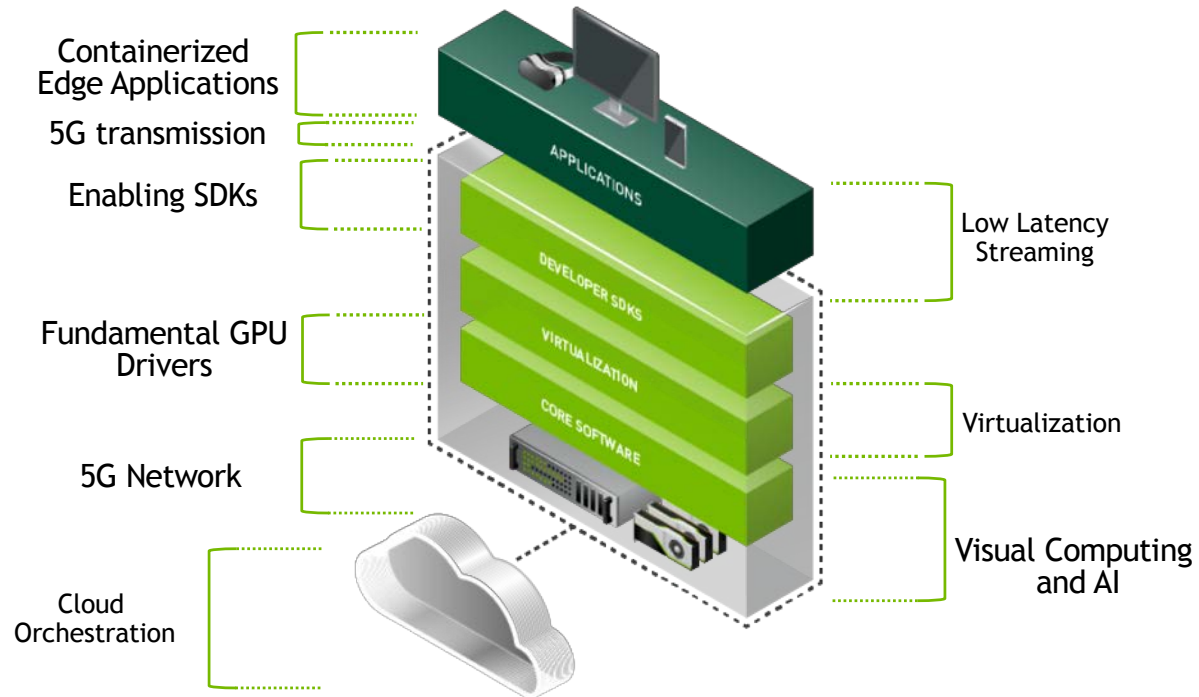 Containerized
Edge Applications
5G transmission
Enabling SDKs
Fundamental GPU
Drivers
5G Network
Cloud
Orchestration
APPLICATIONS
DEVELOPER SDKS
VIRTUALIZATION
CORE SOFTWARE
Low Latency
Streaming
Virtualization
Visual Computing
and AI